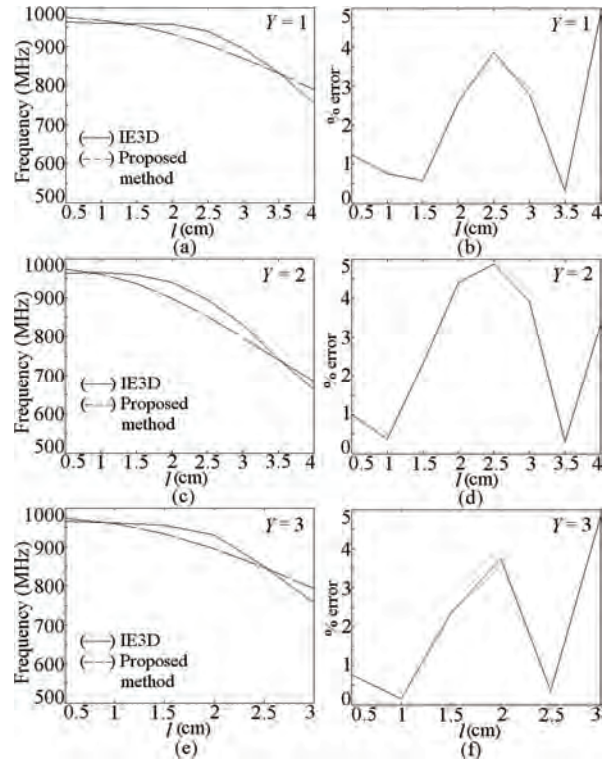 1000
900
800
700
600
500
Frequency (MHz)
Y = 1
(—) IE3D
(---) Proposed
method
0.5 1 1.5 2 2.5 3 3.5 4
l (cm)
(a)
5
4
3
2
1
0
% error
Y = 1
0.5 1 1.5 2 2.5 3 3.5 4
l (cm)
(b)
1000
900
800
700
600
500
Frequency (MHz)
Y = 2
(—) IE3D
(---) Proposed
method
0.5 1 1.5 2 2.5 3 3.5 4
l (cm)
(c)
5
4
3
2
1
0
% error
Y = 2
0.5 1 1.5 2 2.5 3 3.5 4
l (cm)
(d)
1000
900
800
700
600
500
Frequency (MHz)
Y = 3
(—) IE3D
(---) Proposed
method
0.5 1 1.5 2 2.5 3
l (cm)
(e)
5
4
3
2
1
0
% error
Y = 3
0.5 1 1.5 2 2.5 3
l (cm)
(f)